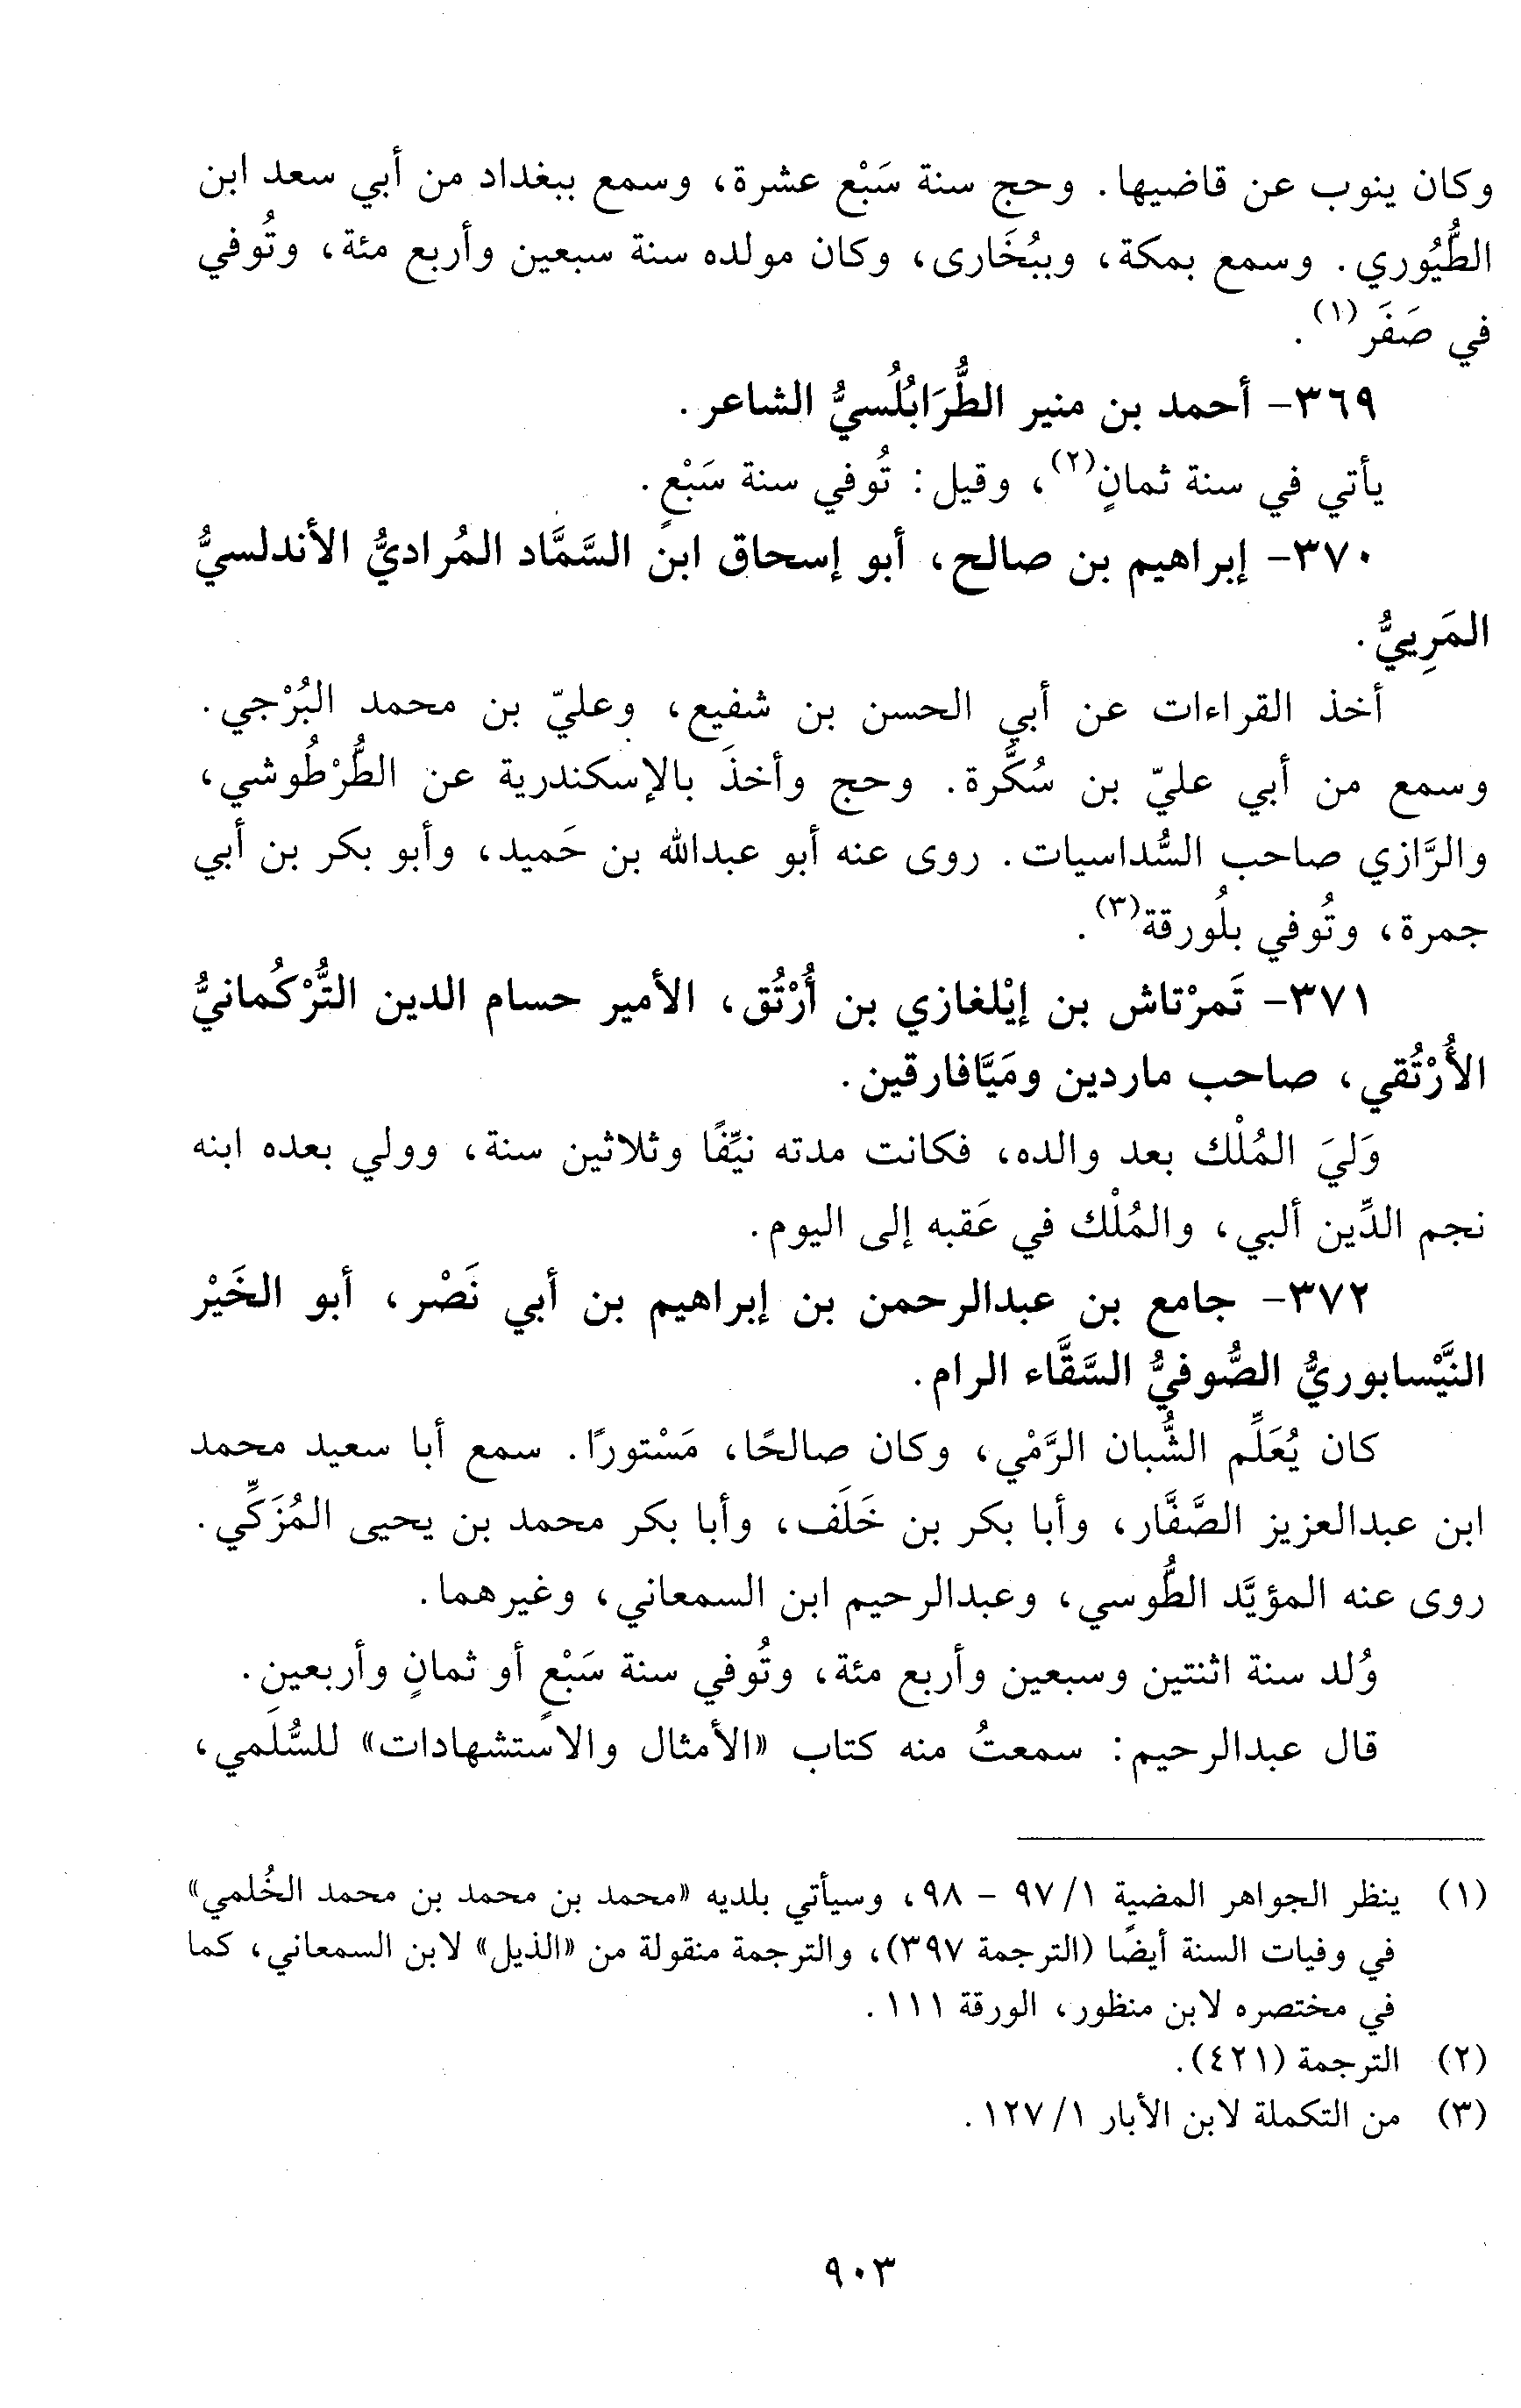 وكان ينوب عن قاضيها. وحج سنة سَبْع عشرة، وسمع ببغداد من أبي سعد ابن
الطُّيُوري. وسمع بمكة، وببُخَارى، وكان مولده سنة سبعين وأربع مئة، وتُوفي
في صَفَر(١).
٣٦٩- أحمد بن منير الطُّرَابُلُسيُّ الشاعر.
يأتي في سنة ثمانٍ(٢)، وقيل: تُوفي سنة سَبْعٍ.
٣٧٠- إبراهيم بن صالح، أبو إسحاق ابن السَّمَّاد المُراديُّ الأندلسيُّ
المَرِييُّ.
أخذ القراءات عن أبي الحسن بن شفيع، وعليّ بن محمد البُرْجي.
وسمع من أبي عليّ بن سُكَّرة. وحج وأخذَ بالإسكندرية عن الطُّرْطُوشي،
والرَّازي صاحب السُّداسيات. روى عنه أبو عبدالله بن حَميد، وأبو بكر بن أبي
جمرة، وتُوفي بلُورقة(٣).
٣٧١- تَمرْتاش بن إيْلغازي بن أُرْتُق، الأمير حسام الدين التُّرْكُمانيُّ
الأُرْتُقي، صاحب ماردين ومَيَّافارقين.
وَليَ المُلْك بعد والده، فكانت مدته نيِّفًا وثلاثين سنة، وولي بعده ابنه
نجم الدِّين ألبي، والمُلْك في عَقبه إلى اليوم.
٣٧٢- جامع بن عبدالرحمن بن إبراهيم بن أبي نَصْر، أبو الخَيْر
النَّيْسابوريُّ الصُّوفيُّ السَّقَّاء الرام.
كان يُعَلِّم الشُّبان الرَّمْي، وكان صالحًا، مَسْتورًا. سمع أبا سعيد محمد
ابن عبدالعزيز الصَّفَّار، وأبا بكر بن خَلَف، وأبا بكر محمد بن يحيى المُزَكِّي.
روى عنه المؤيَّد الطُّوسي، وعبدالرحيم ابن السمعاني، وغيرهما.
وُلد سنة اثنتين وسبعين وأربع مئة، وتُوفي سنة سَبْعٍ أو ثمانٍ وأربعين.
قال عبدالرحيم: سمعتُ منه كتاب «الأمثال والاستشهادات» للسُّلَمي،
(١) ينظر الجواهر المضية ١/ ٩٧ - ٩٨، وسيأتي بلديه «محمد بن محمد بن محمد الخُلمي»
في وفيات السنة أيضًا (الترجمة ٣٩٧)، والترجمة منقولة من «الذيل» لابن السمعاني، كما
في مختصره لابن منظور، الورقة ١١١.
(٢) الترجمة (٤٢١).
(٣) من التكملة لابن الأبار ١/ ١٢٧.
٩٠٣